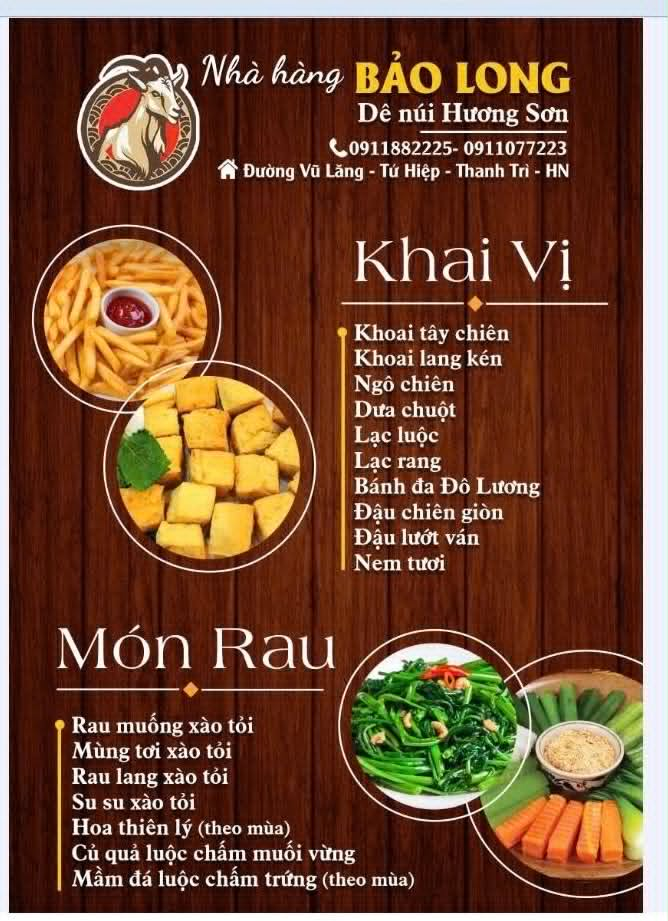 Nhà hàng BẢO LONG
Dê núi Hương Sơn
0911882225- 0911077223
Đường Vũ Lăng - Tứ Hiệp - Thanh Trì - HN
Khai Vị
Khoai tây chiên
Khoai lang kén
Ngô chiên
Dưa chuột
Lạc luộc
Lạc rang
Bánh đa Đô Lương
Đậu chiên giòn
Đậu lướt ván
Nem tươi
Món Rau
Rau muống xào tỏi
Mùng tơi xào tỏi
Rau lang xào tỏi
Su su xào tỏi
Hoa thiên lý (theo mùa)
Củ quả luộc chấm muối vừng
Mầm đá luộc chấm trứng (theo mùa)